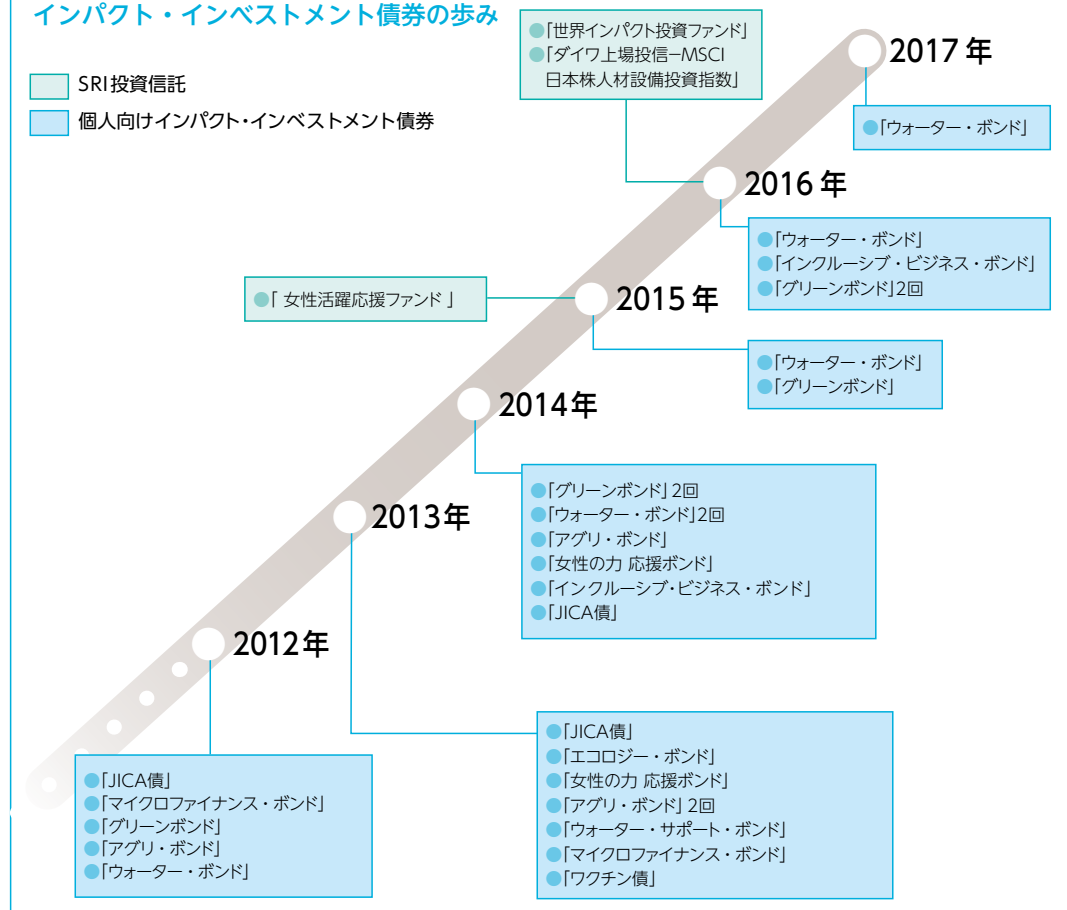 インパクト・インベストメント債券の歩み
SRI投資信託
個人向けインパクト・インベストメント債券
●「世界インパクト投資ファンド」
●「ダイワ上場投信−MSCI
日本株人材設備投資指数」
2017年
●「ウォーター・ボンド」
2016年
●「ウォーター・ボンド」
●「インクルーシブ・ビジネス・ボンド」
●「グリーンボンド」2回
●「 女性活躍応援ファンド 」
2015年
●「ウォーター・ボンド」
●「グリーンボンド」
2014年
●「グリーンボンド」2回
●「ウォーター・ボンド」2回
●「アグリ・ボンド」
●「女性の力 応援ボンド」
●「インクルーシブ・ビジネス・ボンド」
●「JICA債」
2013年
●「JICA債」
●「エコロジー・ボンド」
●「女性の力 応援ボンド」
●「アグリ・ボンド」2回
●「ウォーター・サポート・ボンド」
●「マイクロファイナンス・ボンド」
●「ワクチン債」
2012年
●「JICA債」
●「マイクロファイナンス・ボンド」
●「グリーンボンド」
●「アグリ・ボンド」
●「ウォーター・ボンド」